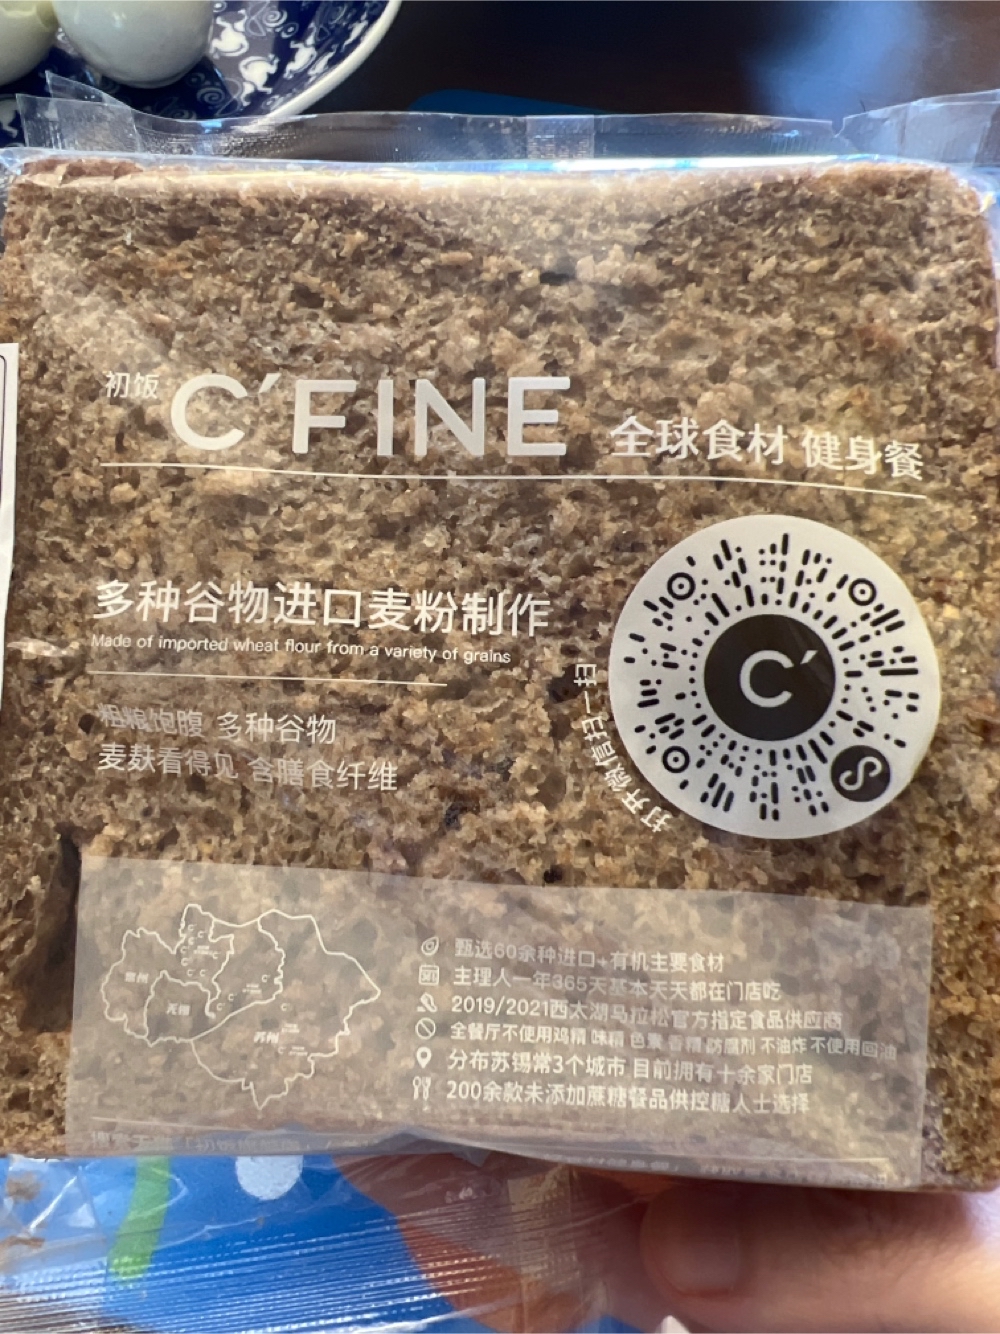 初饭 C'FINE 全球食材 健身餐
多种谷物进口麦粉制作
Made of imported wheat flour from a variety of grains
粗粮饱腹 多种谷物
麦麸看得见 含膳食纤维
打开微信扫一扫
C'
常州
无锡
苏州
甄选60余种进口+有机主要食材
主理人一年365天基本天天都在门店吃
2019/2021西太湖马拉松官方指定食品供应商
全餐厅不使用鸡精 味精 色素 香精 防腐剂 不油炸 不使用回油
分布苏锡常3个城市 目前拥有十余家门店
200余款未添加蔗糖餐品供控糖人士选择